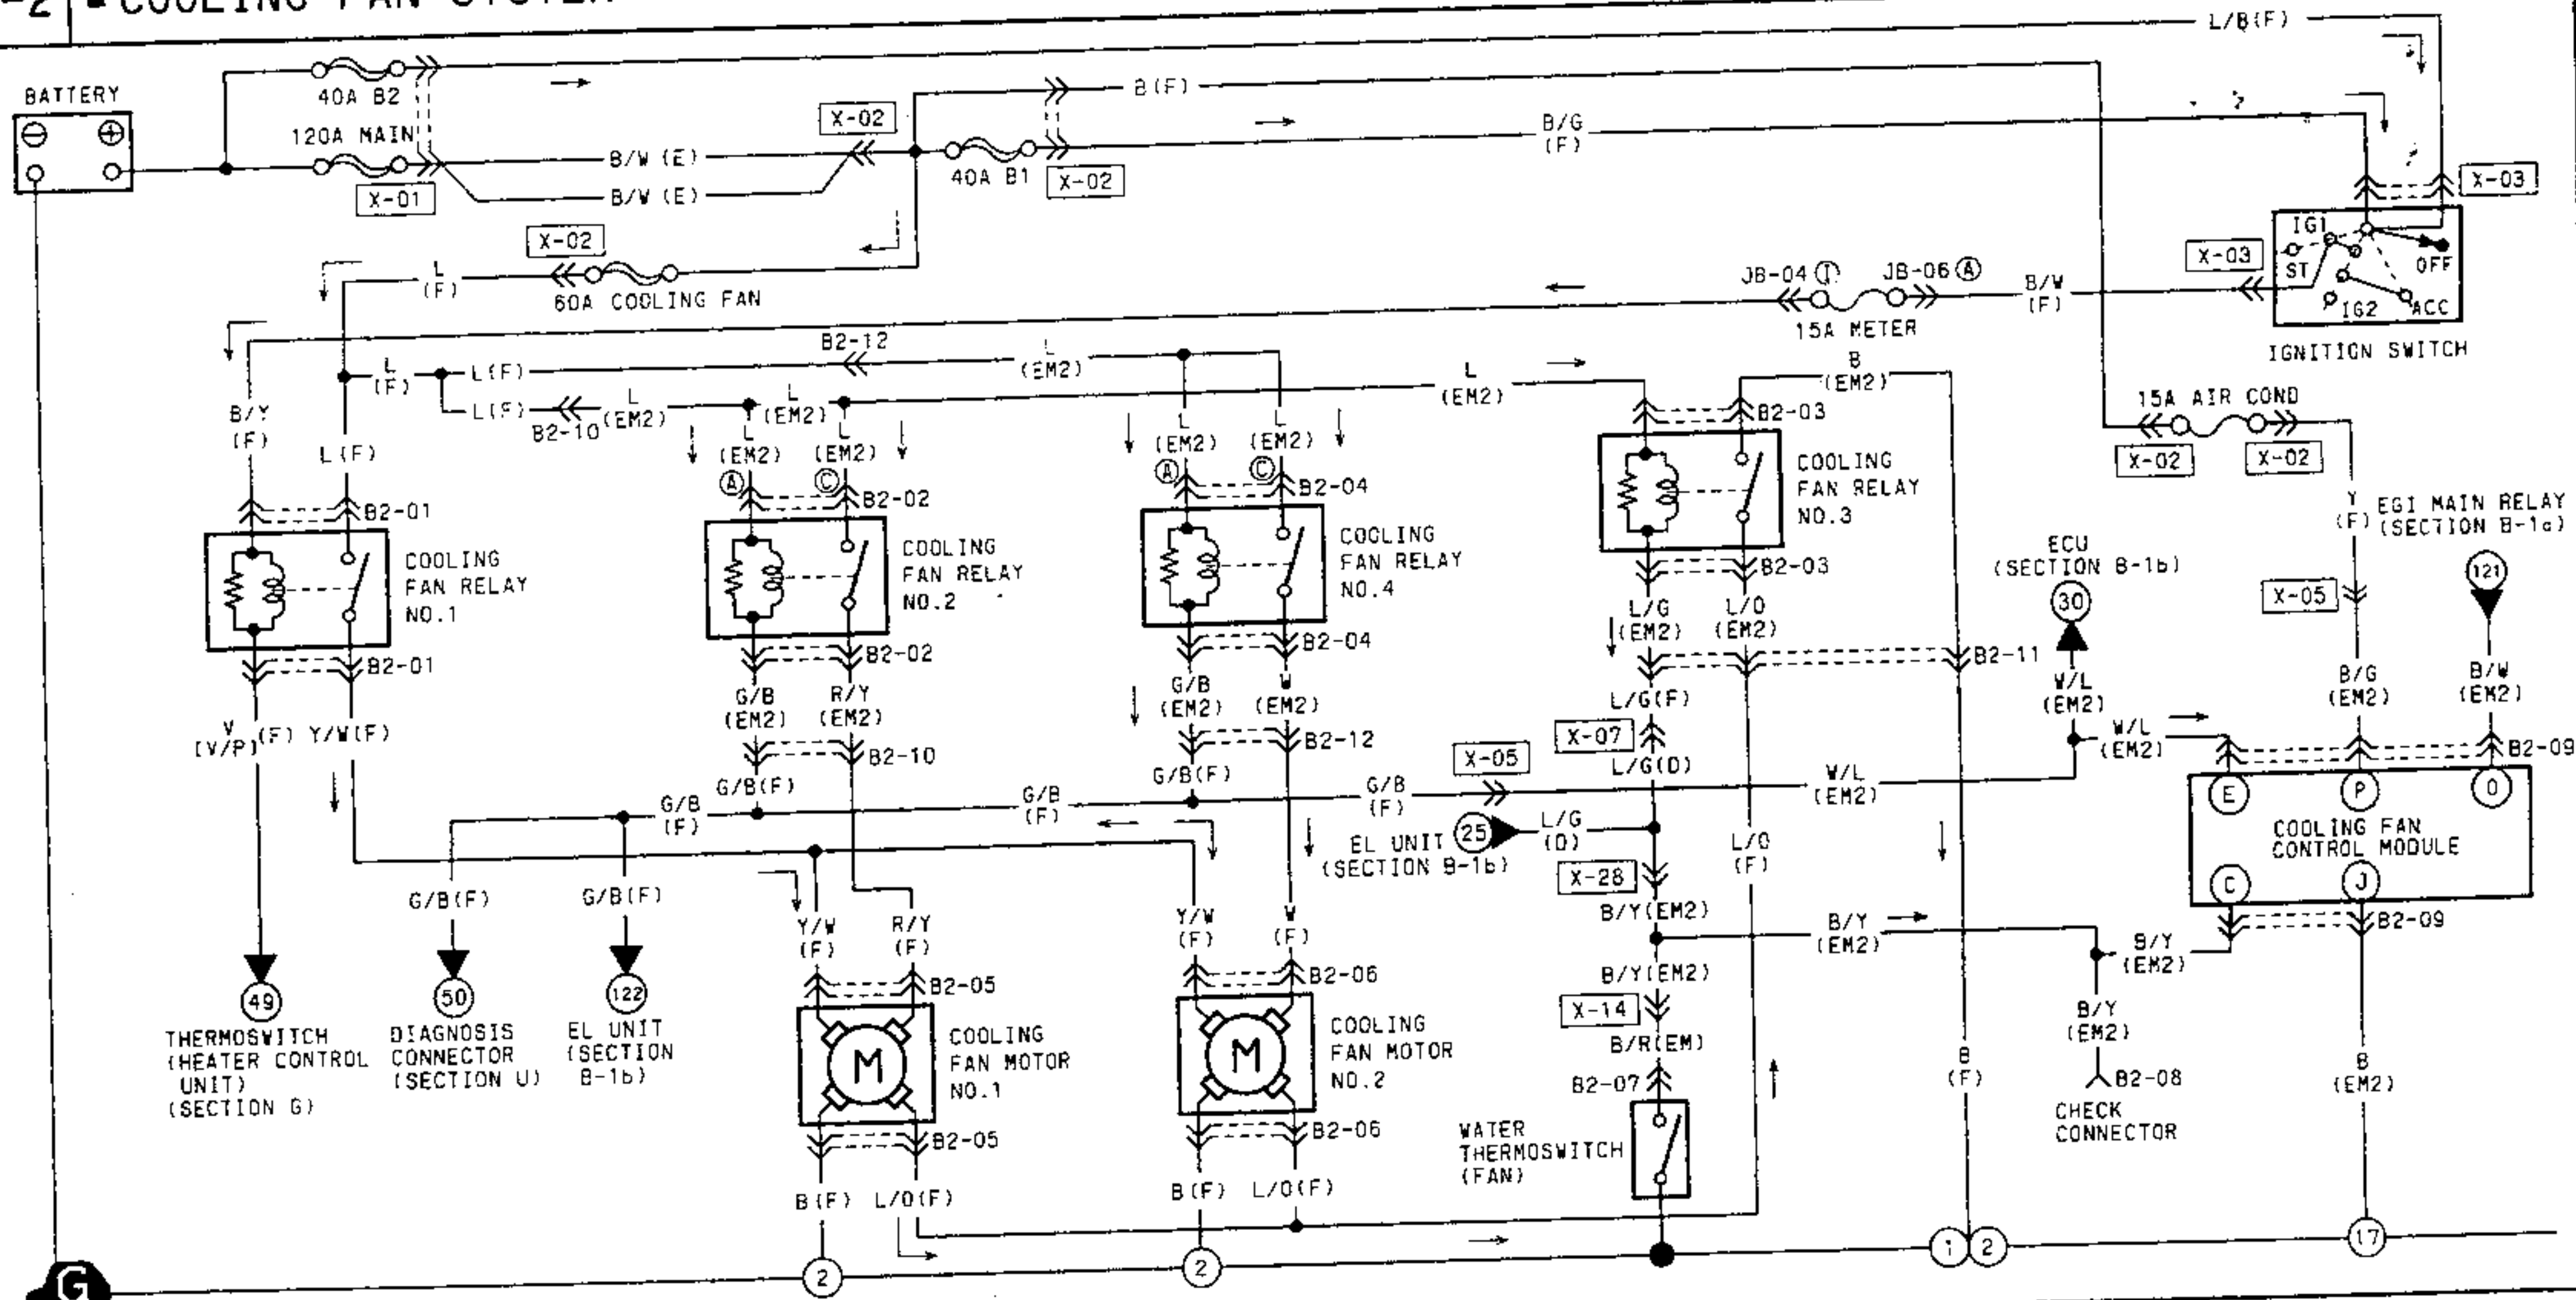 -2
COOLING FAN SYSTEM
L/B(F)
BATTERY
40A B2
120A MAIN
X-01
B/W (E)
B/W (E)
X-02
B(F)
40A B1
X-02
B/G
(F)
X-03
X-02
L
(F)
60A COOLING FAN
JB-04 I
JB-06 A
15A METER
B/W
(F)
X-03
IG1
ST
OFF
IG2
ACC
IGNITION SWITCH
B2-12
L
(F)
L(F)
L
(EM2)
L(F)
B2-10
L
(EM2)
L
(EM2)
L
(EM2)
B
(EM2)
B/Y
(F)
L(F)
L
(EM2)
L
(EM2)
L
(EM2)
L
(EM2)
A
C
A
C
B2-01
B2-02
B2-04
B2-03
15A AIR COND
X-02
X-02
COOLING
FAN RELAY
NO.1
COOLING
FAN RELAY
NO.2
COOLING
FAN RELAY
NO.4
COOLING
FAN RELAY
NO.3
Y
(F)
EGI MAIN RELAY
(SECTION B-1a)
121
ECU
(SECTION B-1b)
30
X-05
B2-01
B2-02
B2-04
B2-03
V
(V/P)
(F)
Y/W(F)
G/B
(EM2)
R/Y
(EM2)
G/B
(EM2)
W
(EM2)
L/G
(EM2)
L/O
(EM2)
B2-11
W/L
(EM2)
B/G
(EM2)
B/W
(EM2)
B2-10
B2-12
L/G(F)
X-07
L/G(D)
W/L
(EM2)
B2-09
G/B(F)
G/B(F)
X-05
G/B
(F)
G/B
(F)
G/B
(F)
W/L
(EM2)
E
P
O
COOLING FAN
CONTROL MODULE
C
J
EL UNIT
(SECTION B-1b)
25
L/G
(D)
L/O
(F)
X-28
B/Y(EM2)
B2-09
G/B(F)
G/B(F)
Y/W
(F)
R/Y
(F)
Y/W
(F)
W
(F)
B/Y
(EM2)
B/Y
(EM2)
B2-05
B2-06
B/Y(EM2)
X-14
B/R(EM)
B2-07
49
THERMOSWITCH
(HEATER CONTROL
UNIT)
(SECTION G)
50
DIAGNOSIS
CONNECTOR
(SECTION U)
122
EL UNIT
(SECTION
B-1b)
M
COOLING
FAN MOTOR
NO.1
M
COOLING
FAN MOTOR
NO.2
B/Y
(EM2)
B2-08
CHECK
CONNECTOR
B
(F)
B
(EM2)
B2-05
B2-06
WATER
THERMOSWITCH
(FAN)
B(F)
L/O(F)
B(F)
L/O(F)
G
2
2
1
2
17